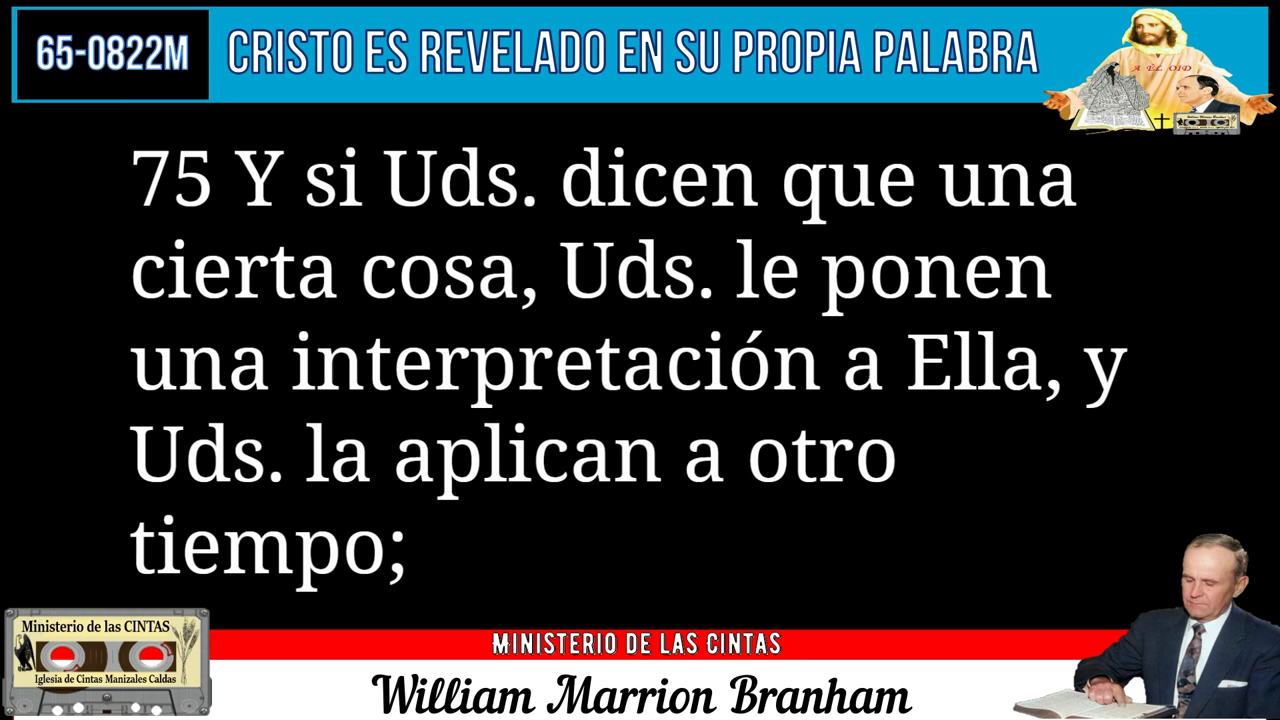 65-0822M CRISTO ES REVELADO EN SU PROPIA PALABRA
A ÉL OID
75 Y si Uds. dicen que una
cierta cosa, Uds. le ponen
una interpretación a Ella, y
Uds. la aplican a otro
tiempo;
Ministerio de las CINTAS
Iglesia de Cintas Manizales Caldas
MINISTERIO DE LAS CINTAS
William Marrion Branham